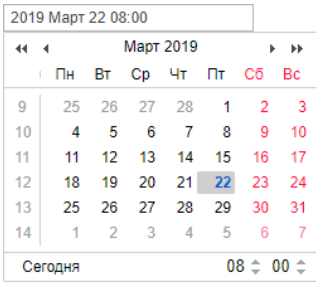 2019 Март 22 08:00
Март 2019
Пн Вт Ср Чт Пт Сб Вс
9 25 26 27 28 1 2 3
10 4 5 6 7 8 9 10
11 11 12 13 14 15 16 17
12 18 19 20 21 22 23 24
13 25 26 27 28 29 30 31
14 1 2 3 4 5 6 7
Сегодня 08 00